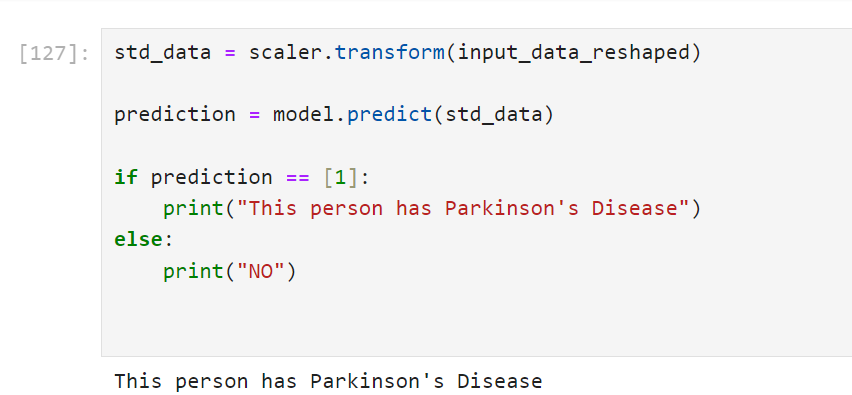 [127]:
std_data = scaler.transform(input_data_reshaped)
prediction = model.predict(std_data)
if prediction == [1]:
    print("This person has Parkinson's Disease")
else:
    print("NO")
This person has Parkinson's Disease